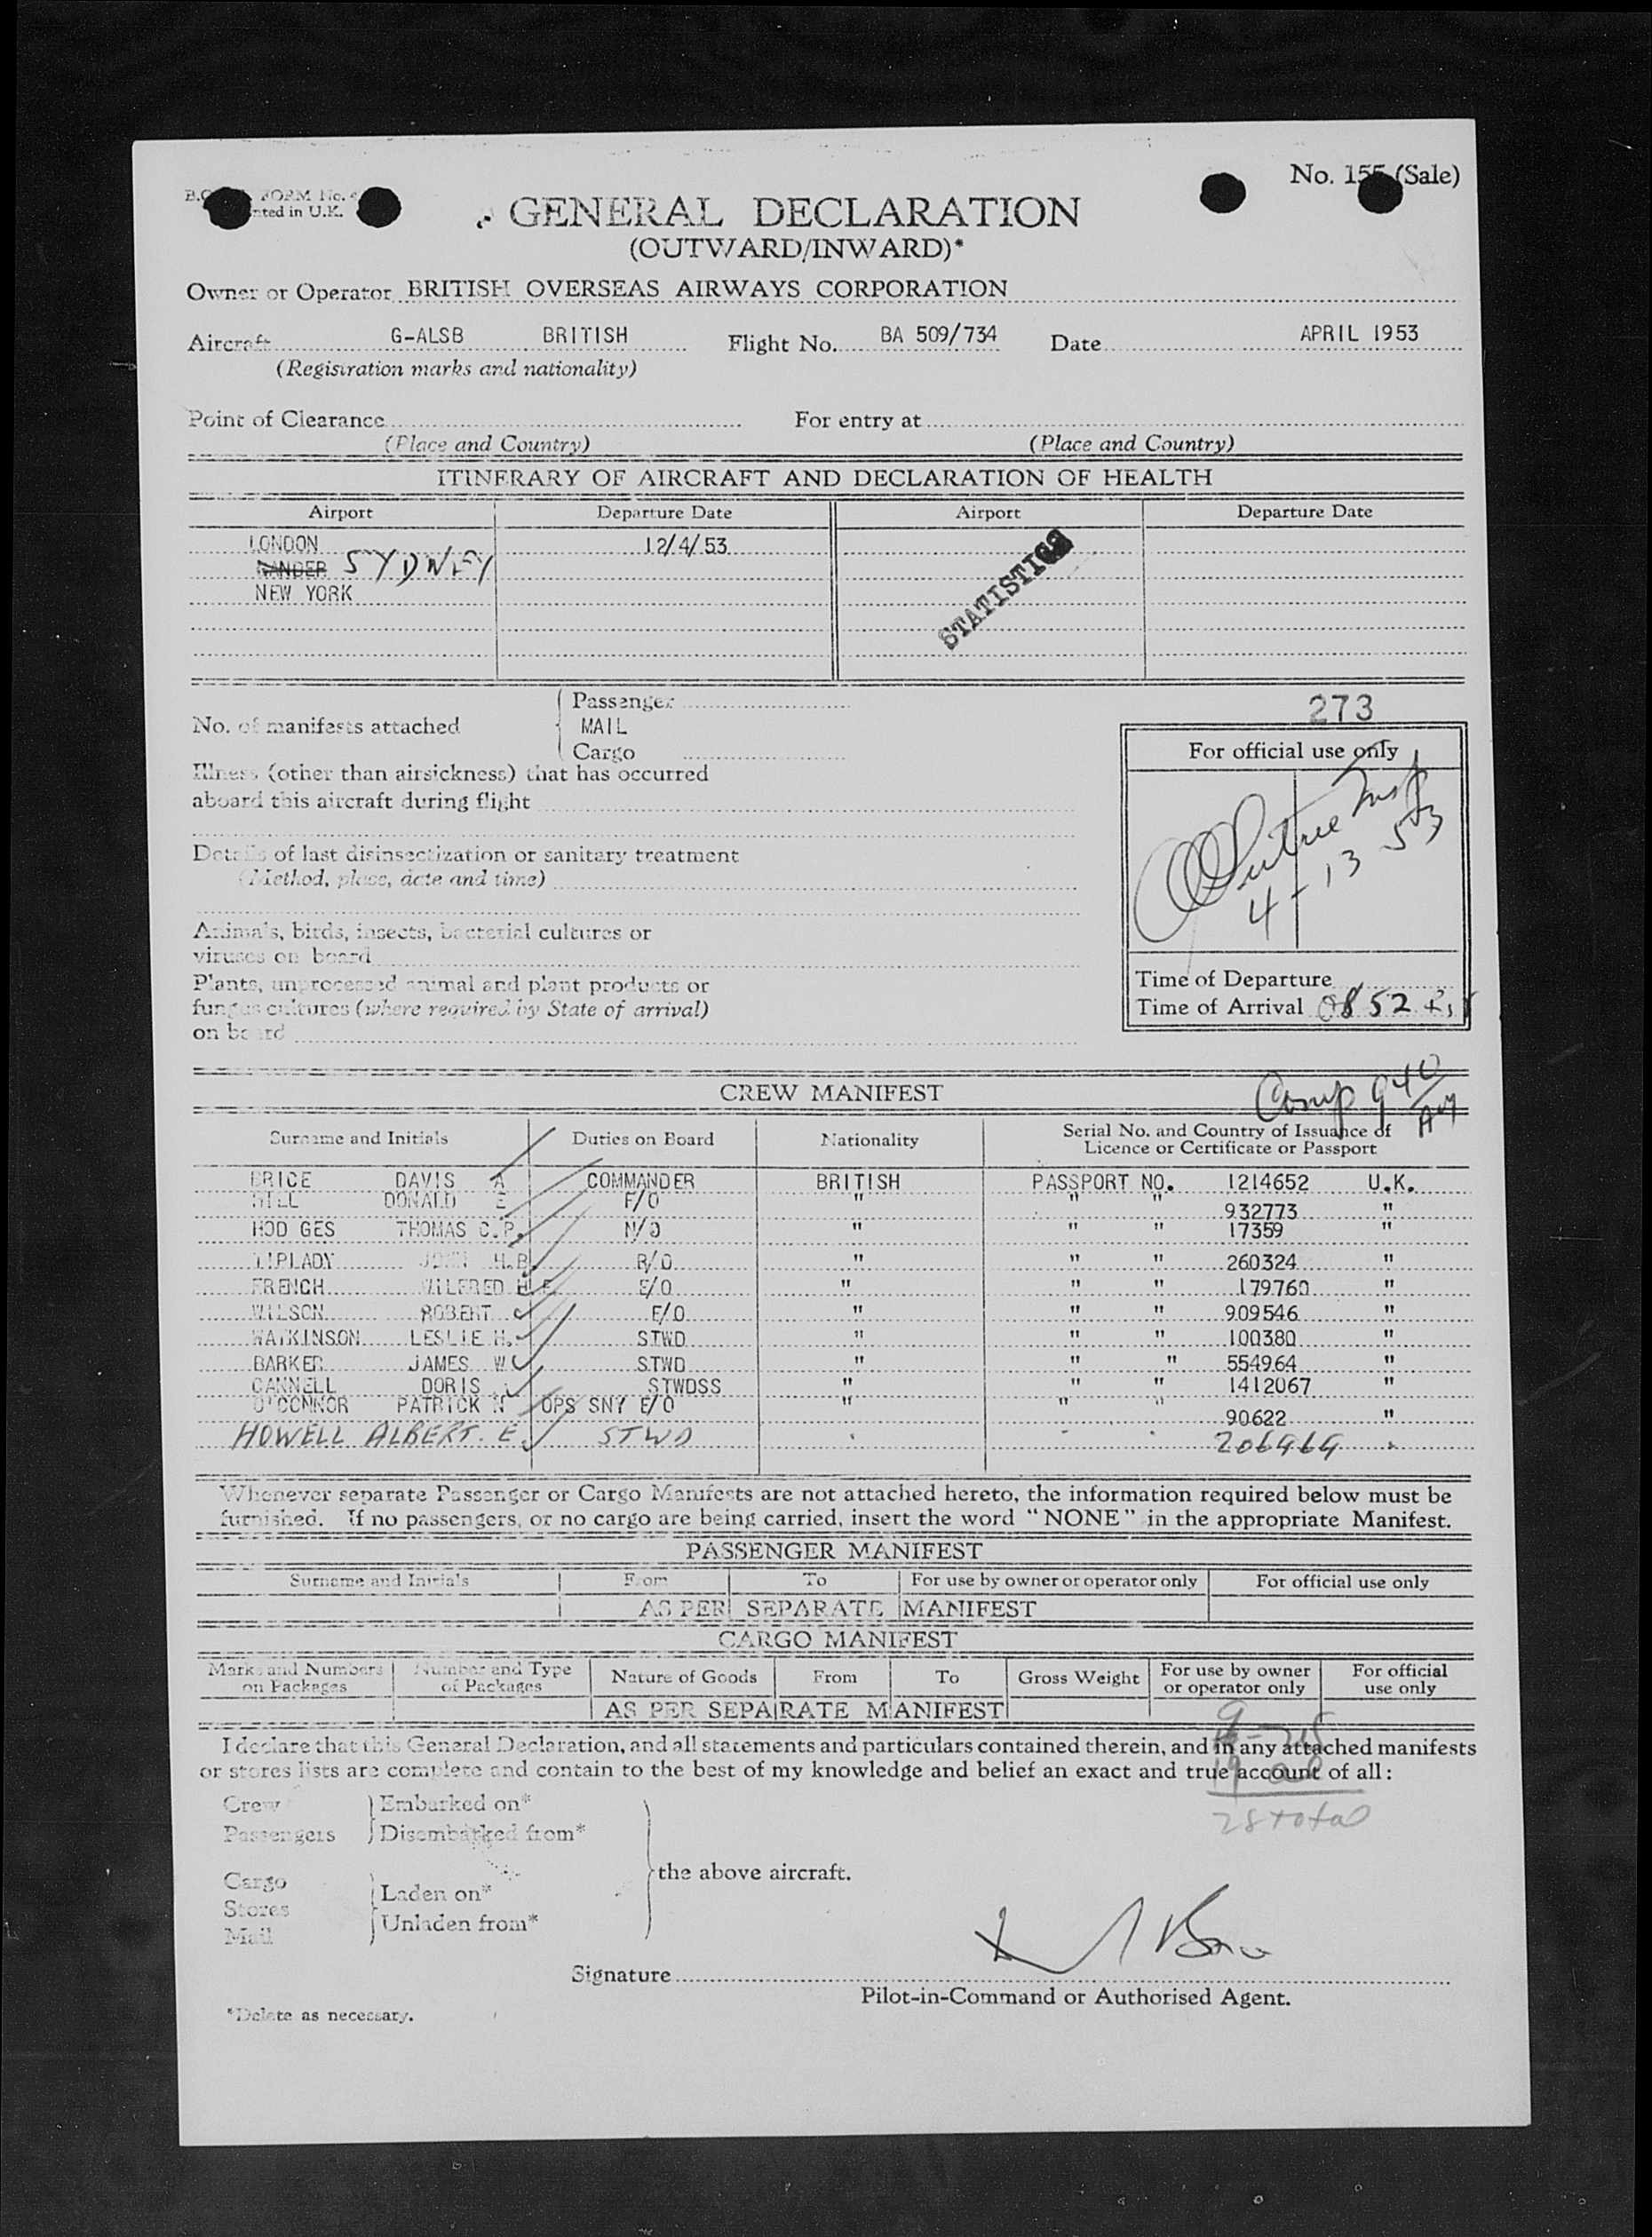 No. 155 (Sale)
FORM No.
nted in U.K.
GENERAL DECLARATION
(OUTWARD/INWARD)*
Owner or Operator BRITISH OVERSEAS AIRWAYS CORPORATION
Aircraft G-ALSB BRITISH Flight No. BA 509/734 Date APRIL 1953
(Registration marks and nationality)
Point of Clearance For entry at
(Place and Country) (Place and Country)
ITINERARY OF AIRCRAFT AND DECLARATION OF HEALTH
Airport Departure Date Airport Departure Date
LONDON 12/4/53
GANDER SYDNEY
NEW YORK
STATISTICS
Passenger
No. of manifests attached MAIL
Cargo
273
For official use only
Insp
4-13-53
Time of Departure
Time of Arrival 0852
Illness (other than airsickness) that has occurred
aboard this aircraft during flight
Details of last disinsectization or sanitary treatment
(Method, place, date and time)
Animals, birds, insects, bacterial cultures or
viruses on board
Plants, unprocessed animal and plant products or
fungus cultures (where required by State of arrival)
on board
Comp 940
CREW MANIFEST
Surname and Initials Duties on Board Nationality Serial No. and Country of Issuance of
Licence or Certificate or Passport
BRICE DAVIS A COMMANDER BRITISH PASSPORT NO. 1214652 U.K.
DONALD E F/O " " " 932773 "
HOD GES THOMAS C.P. N/O " " " 17359 "
TIPLADY JOHN H.B. R/O " " " 260324 "
FRENCH WILFRED H.E. E/O " " " 179760 "
WILSON ROBERT E/O " " " 909546 "
WATKINSON LESLIE H. STWD " " " 100380 "
BARKER JAMES W STWD " " " 554964 "
CANNELL DORIS STWDSS " " " 1412067 "
O'CONNOR PATRICK N OPS SNY E/O " " " 90622 "
HOWELL ALBERT. E. STWD 206969
Whenever separate Passenger or Cargo Manifests are not attached hereto, the information required below must be
furnished. If no passengers, or no cargo are being carried, insert the word "NONE" in the appropriate Manifest.
PASSENGER MANIFEST
Surname and Initials From To For use by owner or operator only For official use only
AS PER SEPARATE MANIFEST
CARGO MANIFEST
Marks and Numbers on Packages Number and Type of Packages Nature of Goods From To Gross Weight For use by owner or operator only For official use only
AS PER SEPARATE MANIFEST
I declare that this General Declaration, and all statements and particulars contained therein, and in any attached manifests
or stores lists are complete and contain to the best of my knowledge and belief an exact and true account of all:
28 total
Crew Embarked on*
Passengers Disembarked from*
the above aircraft.
Cargo Laden on*
Stores
Mail Unladen from*
Signature
Pilot-in-Command or Authorised Agent.
*Delete as necessary.